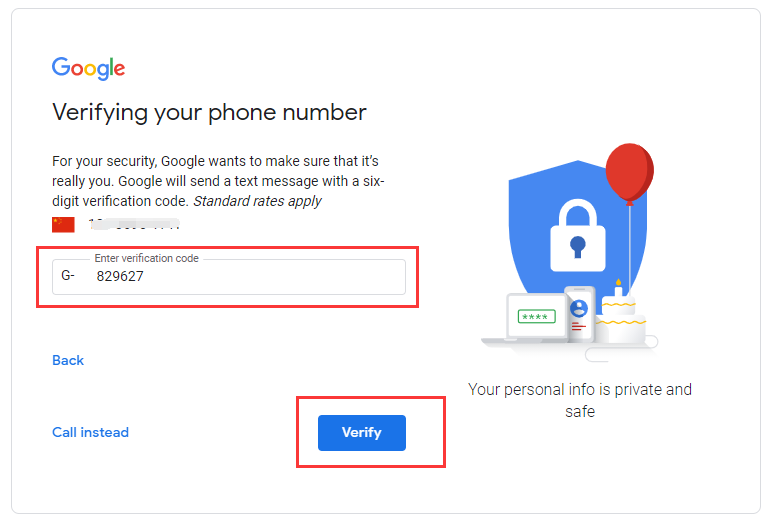 Google
Verifying your phone number
For your security, Google wants to make sure that it's
really you. Google will send a text message with a six-
digit verification code. Standard rates apply
Enter verification code
G- 829627
Back
Call instead
Verify
****
Your personal info is private and
safe